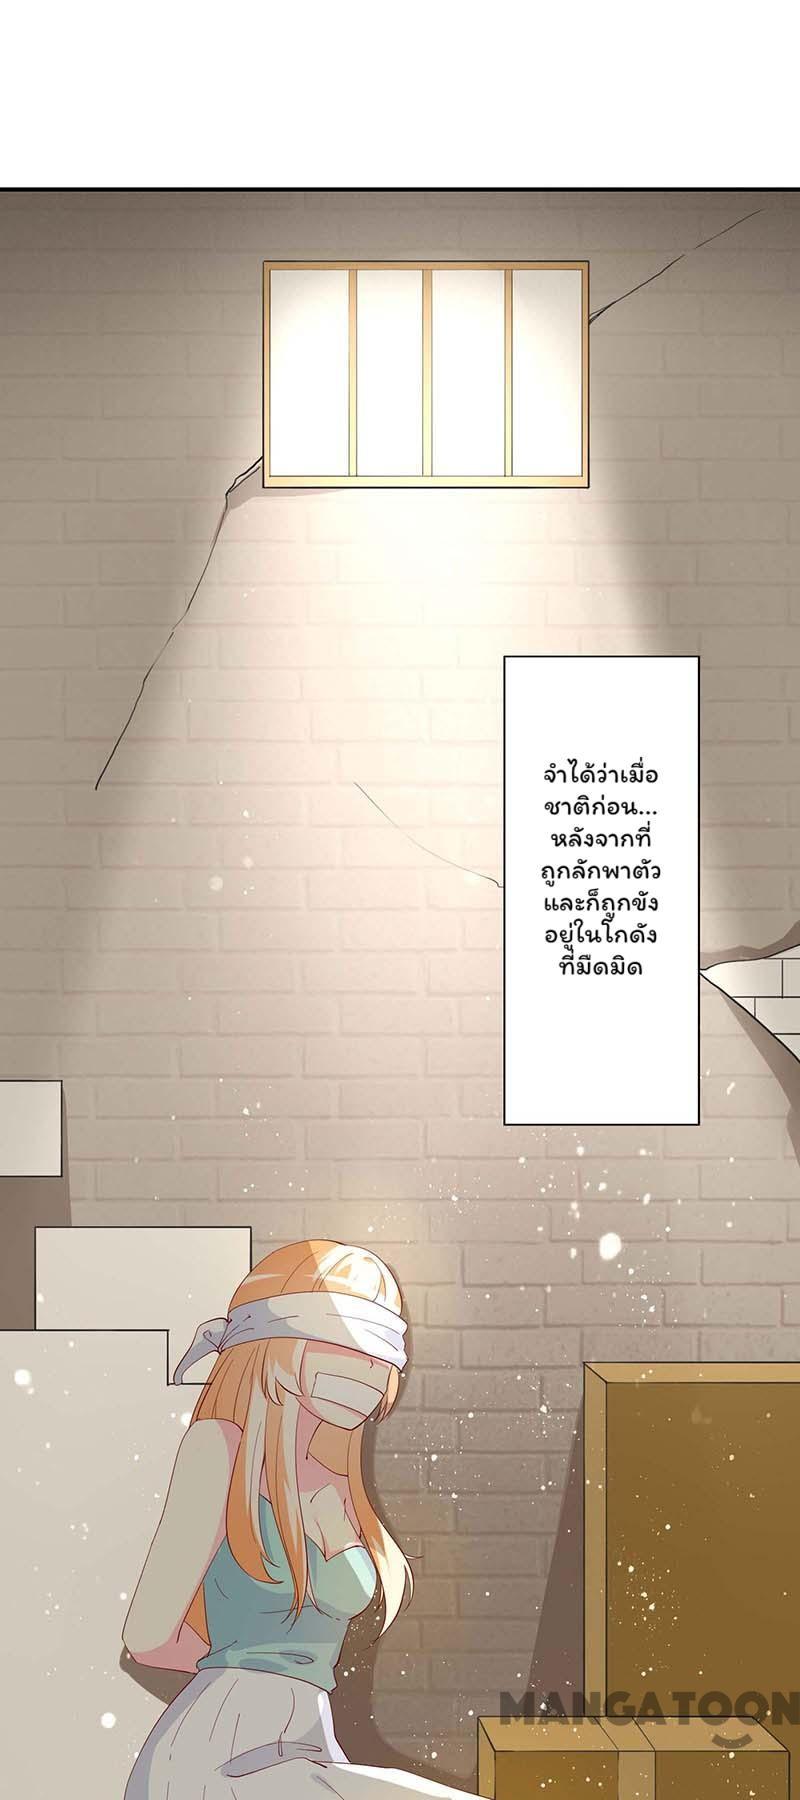 จำได้ว่าเมื่อ
ชาติก่อน...
หลังจากที่
ถูกลักพาตัว
และก็ถูกขัง
อยู่ในโกดัง
ที่มืดมิด
MANGATOON